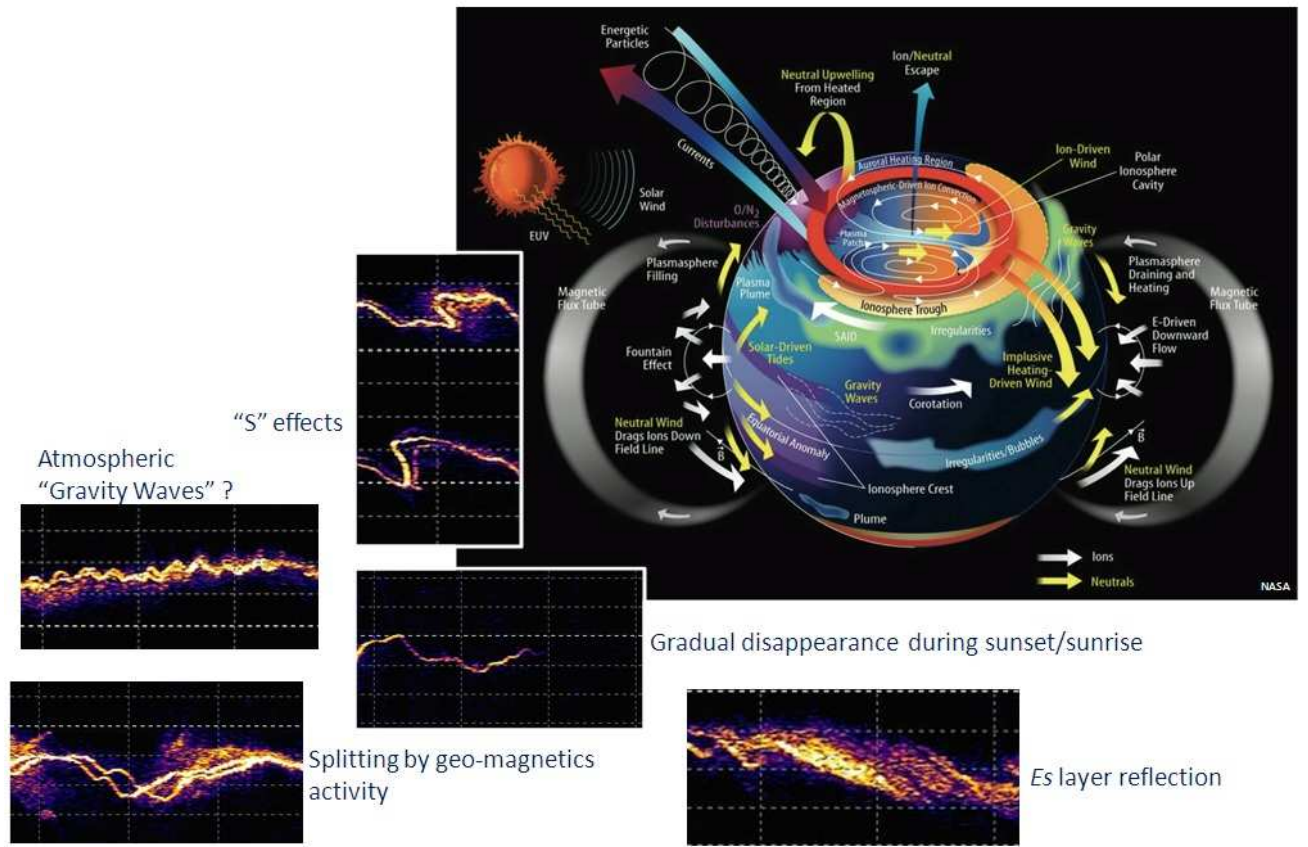 Energetic
Particles
Ion/Neutral
Escape
Neutral Upwelling
From Heated
Region
Currents
Ion-Driven
Wind
Polar
Ionosphere
Cavity
Auroral Heating Region
Magnetospheric-Driven Ion Convection
Solar
Wind
EUV
O/N2
Disturbances
Plasma Patch
Gravity
Waves
Plasmasphere
Filling
Plasmasphere
Draining and
Heating
Magnetic
Flux Tube
Plasma
Plume
Ionosphere Trough
Magnetic
Flux Tube
SAID
Irregularities
E-Driven
Downward
Flow
Fountain
Effect
Solar-Driven
Tides
Implusive
Heating-
Driven Wind
Gravity
Waves
Corotation
Neutral Wind
Drags Ions Down
Field Line
B
Equatorial Anomaly
Irregularities/Bubbles
B
Neutral Wind
Drags Ions Up
Field Line
Ionosphere Crest
Plume
Ions
Neutrals
NASA
"S" effects
Atmospheric
"Gravity Waves" ?
Gradual disappearance during sunset/sunrise
Splitting by geo-magnetics
activity
Es layer reflection